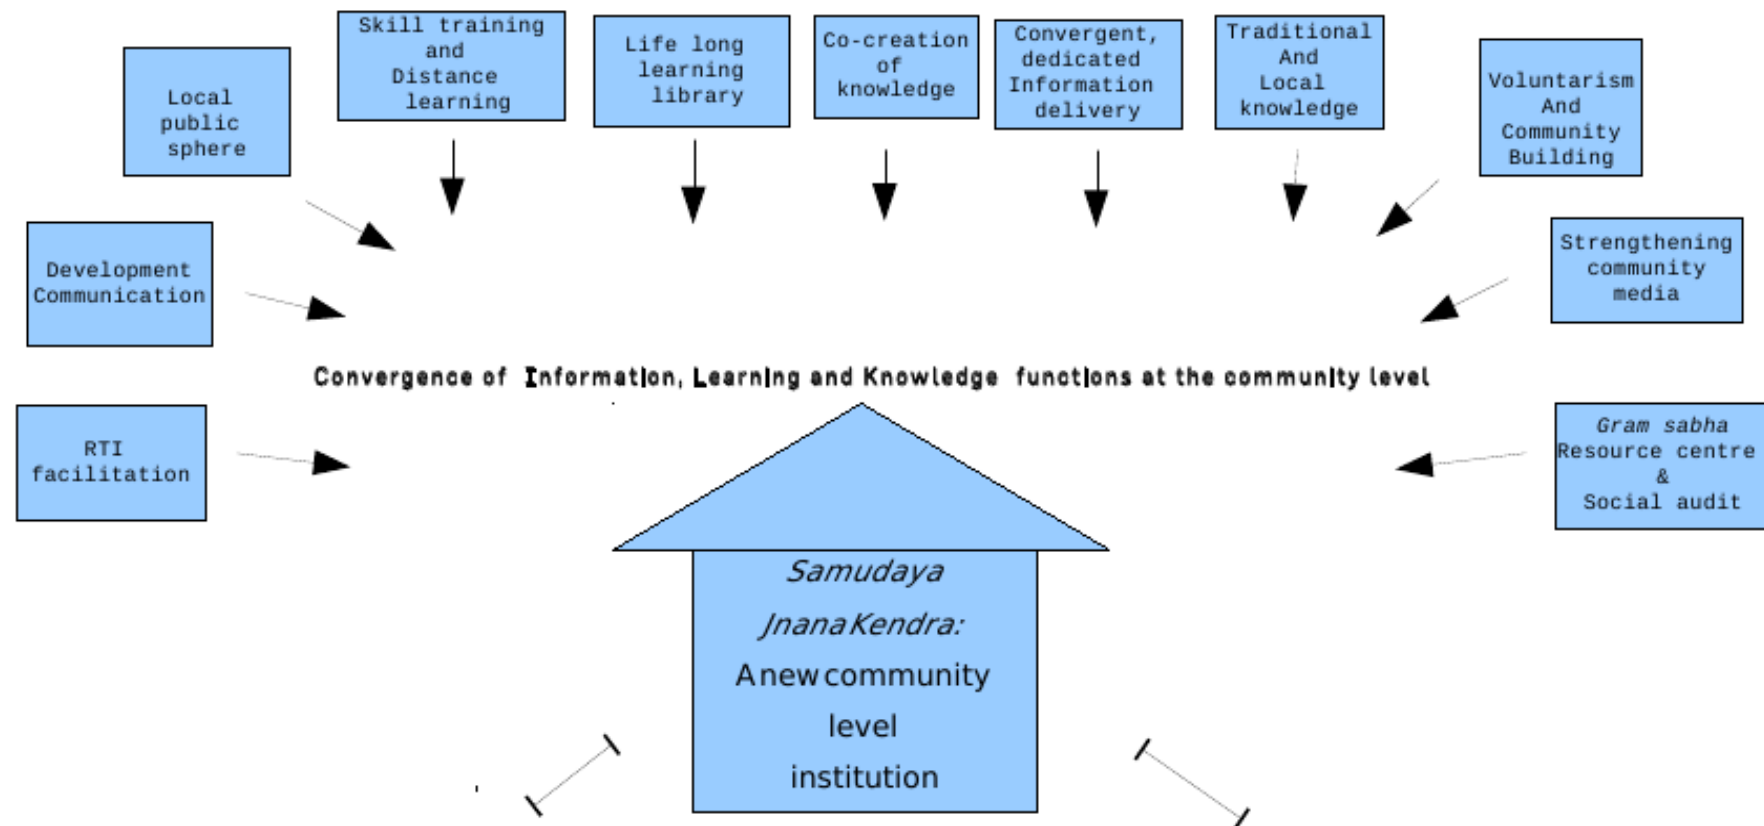 Skill training
and
Distance
learning
Life long
learning
library
Co-creation
of
knowledge
Convergent,
dedicated
Information
delivery
Traditional
And
Local
knowledge
Local
public
sphere
Voluntarism
And
Community
Building
Development
Communication
Strengthening
community
media
Convergence of Information, Learning and Knowledge functions at the community level
RTI
facilitation
Gram sabha
Resource centre
&
Social audit
Samudaya
JnanaKendra:
A new community
level
institution